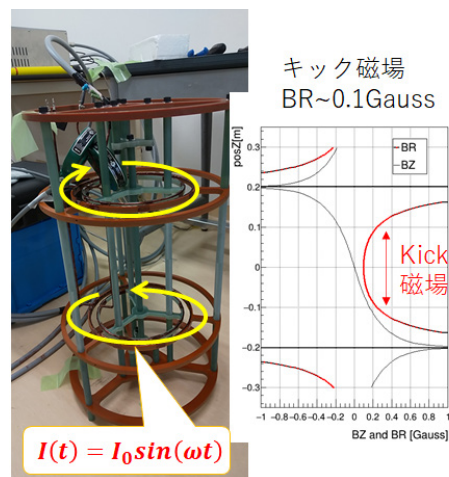 キック磁場
BR~0.1Gauss
posZ[m]
BR
BZ
0.3
0.2
0.1
0
−0.1
−0.2
−0.3
Kick
磁場
−1 −0.8 −0.6 −0.4 −0.2 0 0.2 0.4 0.6 0.8 1
BZ and BR [Gauss]
I(t) = I₀sin(ωt)